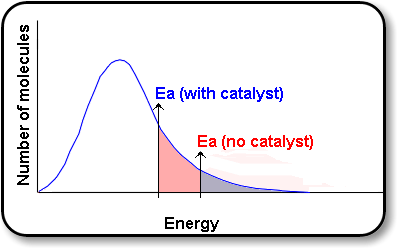 Number of molecules
Ea (with catalyst)
Ea (no catalyst)
Energy